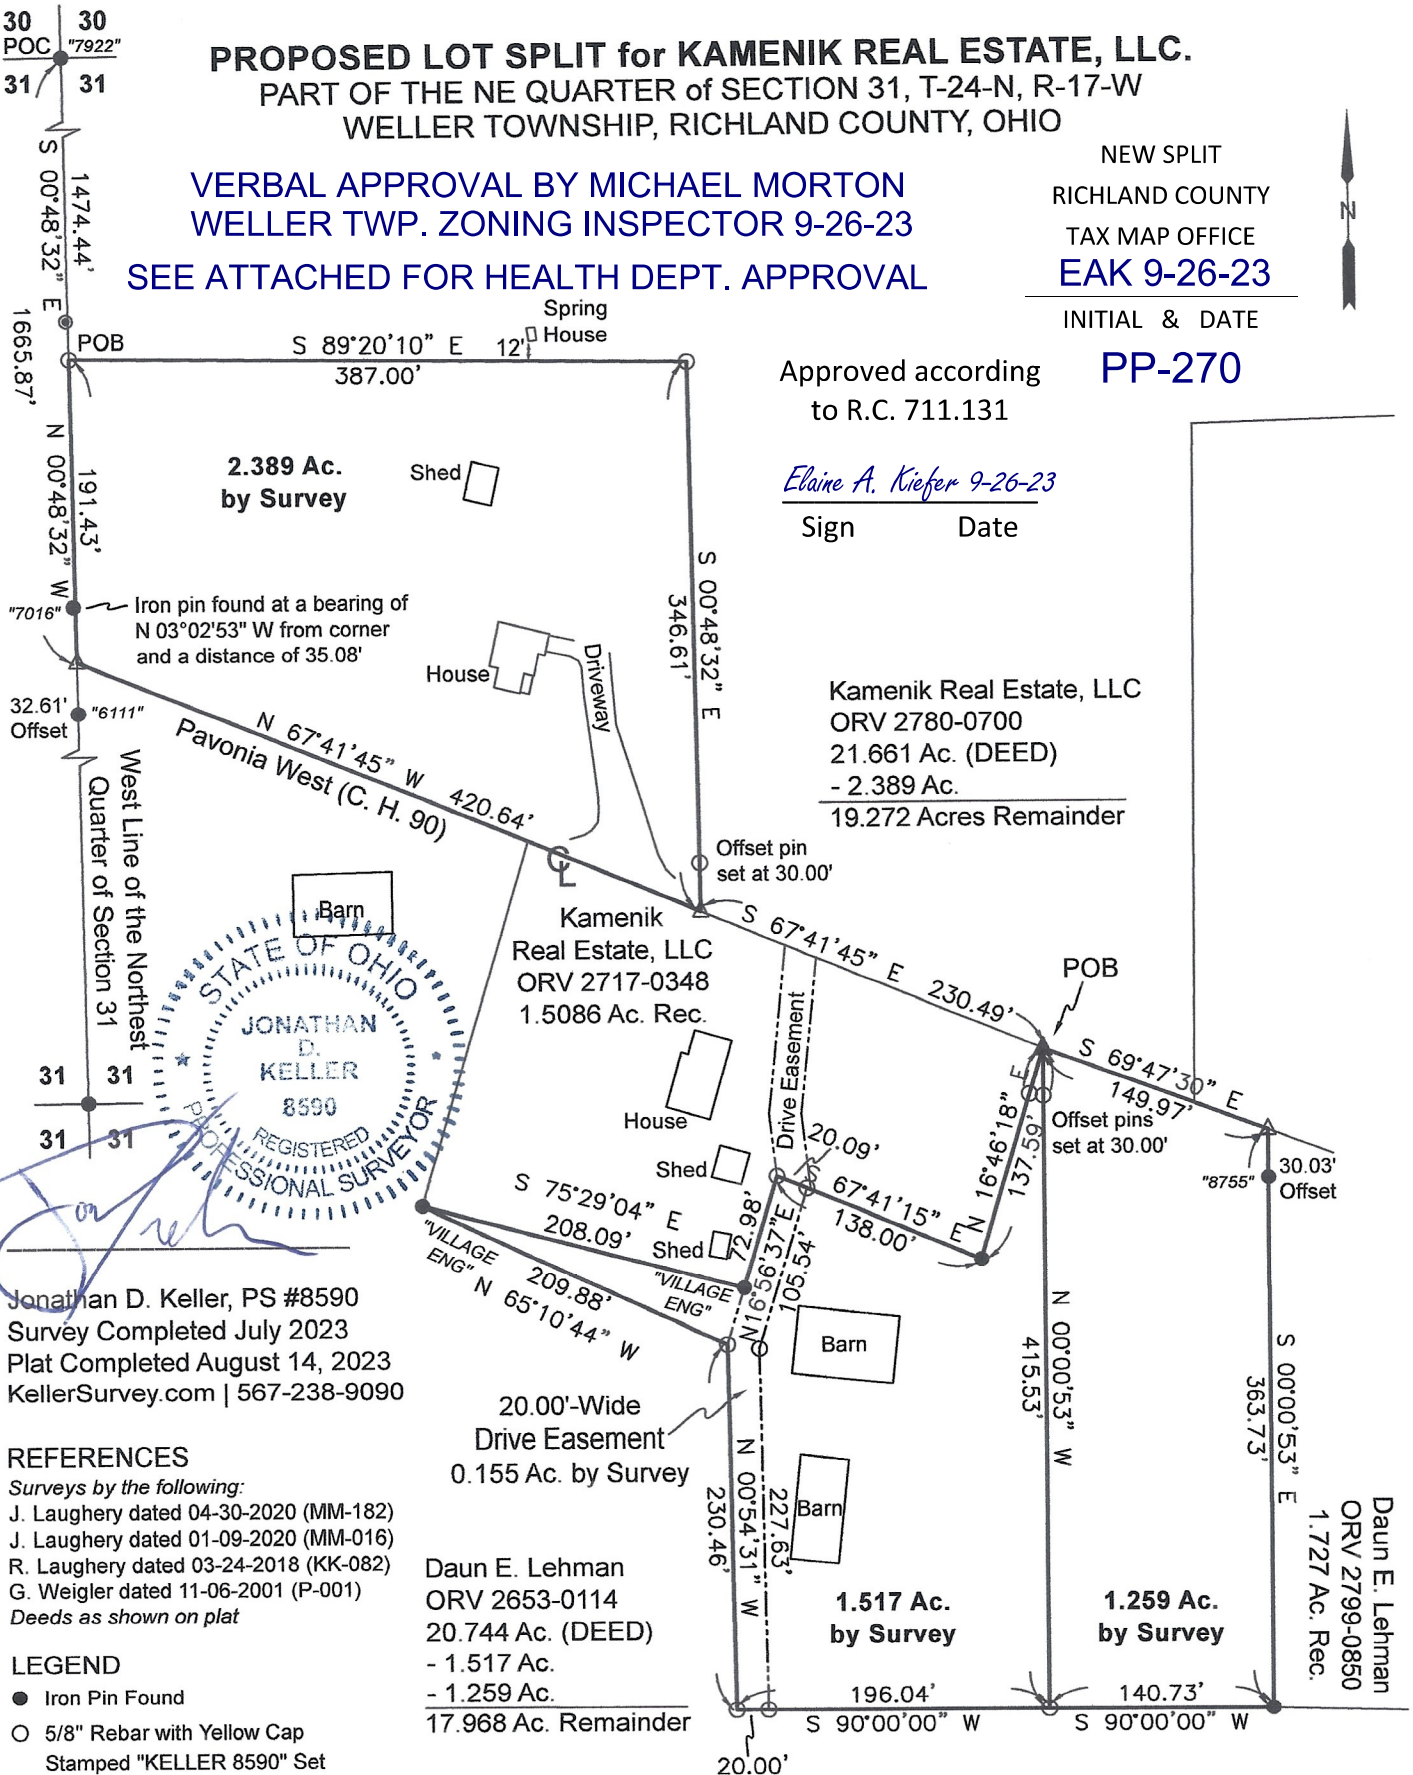 30 30
POC "7922"
31 31
PROPOSED LOT SPLIT for KAMENIK REAL ESTATE, LLC.
PART OF THE NE QUARTER of SECTION 31, T-24-N, R-17-W
WELLER TOWNSHIP, RICHLAND COUNTY, OHIO
VERBAL APPROVAL BY MICHAEL MORTON
WELLER TWP. ZONING INSPECTOR 9-26-23
SEE ATTACHED FOR HEALTH DEPT. APPROVAL
NEW SPLIT
RICHLAND COUNTY
TAX MAP OFFICE
EAK 9-26-23
INITIAL & DATE
PP-270
N
Approved according
to R.C. 711.131
Elaine A. Kiefer 9-26-23
Sign Date
S 00°48'32" E
1474.44'
1665.87'
POB
S 89°20'10" E
387.00'
12'
Spring
House
N 00°48'32" W
191.43'
2.389 Ac.
by Survey
Shed
"7016"
Iron pin found at a bearing of
N 03°02'53" W from corner
and a distance of 35.08'
House
Driveway
S 00°48'32" E
346.61'
32.61'
Offset
"6111"
N 67°41'45" W 420.64'
Pavonia West (C. H. 90)
West Line of the Northest
Quarter of Section 31
Kamenik Real Estate, LLC
ORV 2780-0700
21.661 Ac. (DEED)
- 2.389 Ac.
19.272 Acres Remainder
Offset pin
set at 30.00'
CL
Barn
Kamenik
Real Estate, LLC
ORV 2717-0348
1.5086 Ac. Rec.
S 67°41'45" E 230.49'
POB
S 69°47'30" E
149.97'
Drive Easement
House
Shed
Shed
Offset pins
set at 30.00'
N 16°46'18" E
137.59'
30.03'
Offset
"8755"
20.09'
S 67°41'15" E
138.00'
STATE OF OHIO
JONATHAN
D.
KELLER
8590
REGISTERED
PROFESSIONAL SURVEYOR
31 31
31 31
S 75°29'04" E
208.09'
"VILLAGE
ENG"
"VILLAGE
ENG"
209.88'
N 65°10'44" W
72.98'
N16°56'37"E
105.54'
Barn
N 00°00'53" W
415.53'
S 00°00'53" E
363.73'
Jonathan D. Keller, PS #8590
Survey Completed July 2023
Plat Completed August 14, 2023
KellerSurvey.com | 567-238-9090
20.00'-Wide
Drive Easement
0.155 Ac. by Survey
N 00°54'31" W
230.46'
227.63'
Barn
REFERENCES
Surveys by the following:
J. Laughery dated 04-30-2020 (MM-182)
J. Laughery dated 01-09-2020 (MM-016)
R. Laughery dated 03-24-2018 (KK-082)
G. Weigler dated 11-06-2001 (P-001)
Deeds as shown on plat
Daun E. Lehman
ORV 2653-0114
20.744 Ac. (DEED)
- 1.517 Ac.
- 1.259 Ac.
17.968 Ac. Remainder
1.517 Ac.
by Survey
1.259 Ac.
by Survey
Daun E. Lehman
ORV 2799-0850
1.727 Ac. Rec.
LEGEND
Iron Pin Found
5/8" Rebar with Yellow Cap
Stamped "KELLER 8590" Set
196.04'
S 90°00'00" W
140.73'
S 90°00'00" W
20.00'